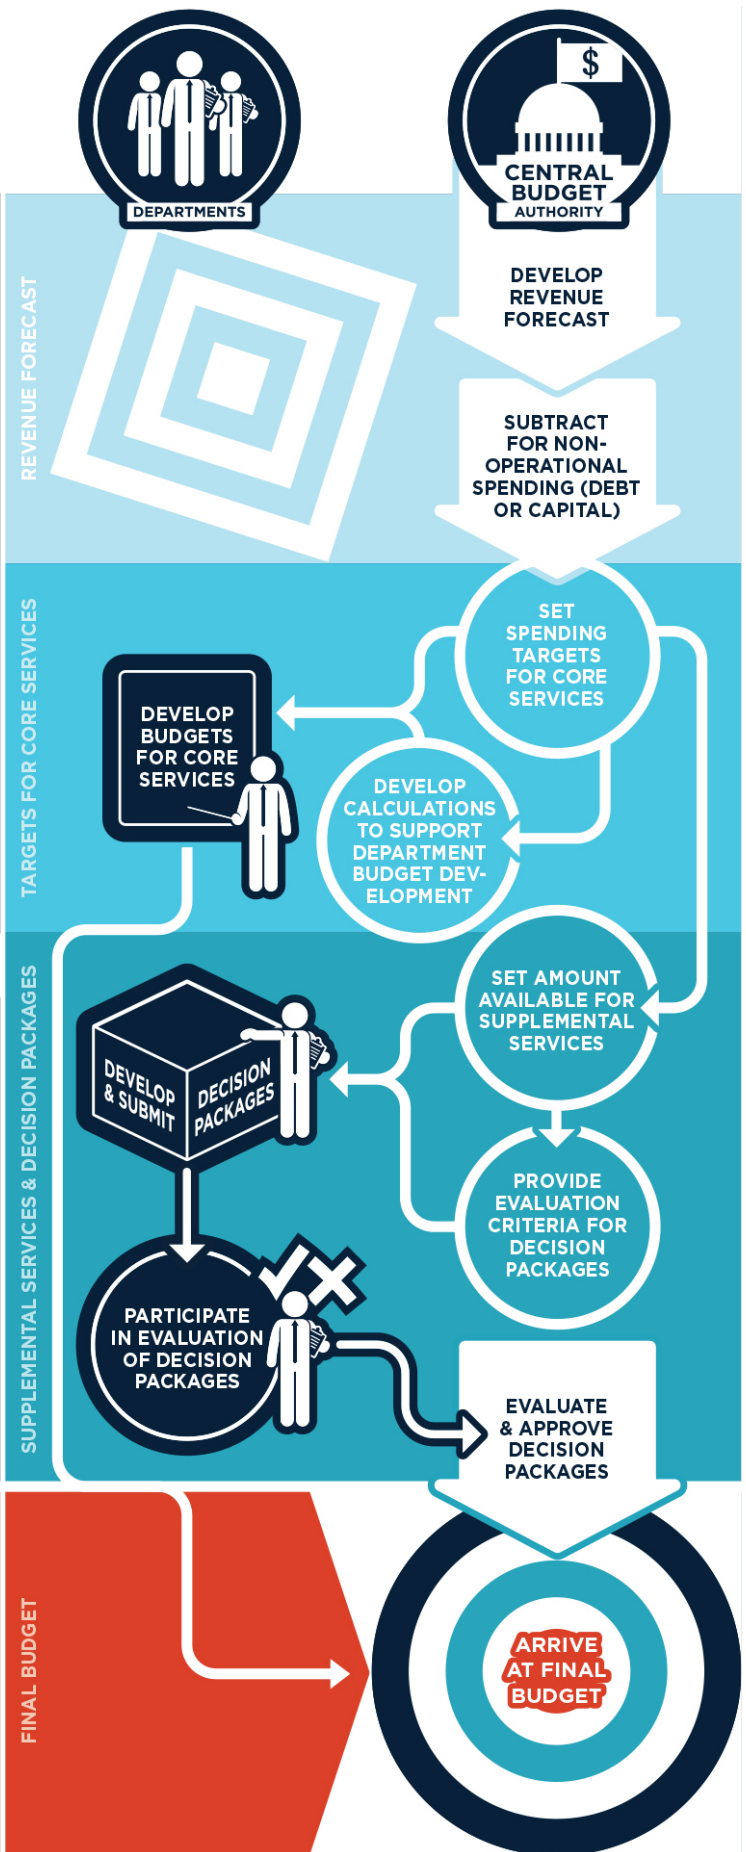 $
DEPARTMENTS
CENTRAL
BUDGET
AUTHORITY
REVENUE FORECAST
DEVELOP
REVENUE
FORECAST
SUBTRACT
FOR NON-
OPERATIONAL
SPENDING (DEBT
OR CAPITAL)
TARGETS FOR CORE SERVICES
SET
SPENDING
TARGETS
FOR CORE
SERVICES
DEVELOP
BUDGETS
FOR CORE
SERVICES
DEVELOP
CALCULATIONS
TO SUPPORT
DEPARTMENT
BUDGET DEV-
ELOPMENT
SUPPLEMENTAL SERVICES & DECISION PACKAGES
SET AMOUNT
AVAILABLE FOR
SUPPLEMENTAL
SERVICES
DEVELOP
& SUBMIT
DECISION
PACKAGES
PROVIDE
EVALUATION
CRITERIA FOR
DECISION
PACKAGES
PARTICIPATE
IN EVALUATION
OF DECISION
PACKAGES
EVALUATE
& APPROVE
DECISION
PACKAGES
FINAL BUDGET
ARRIVE
AT FINAL
BUDGET